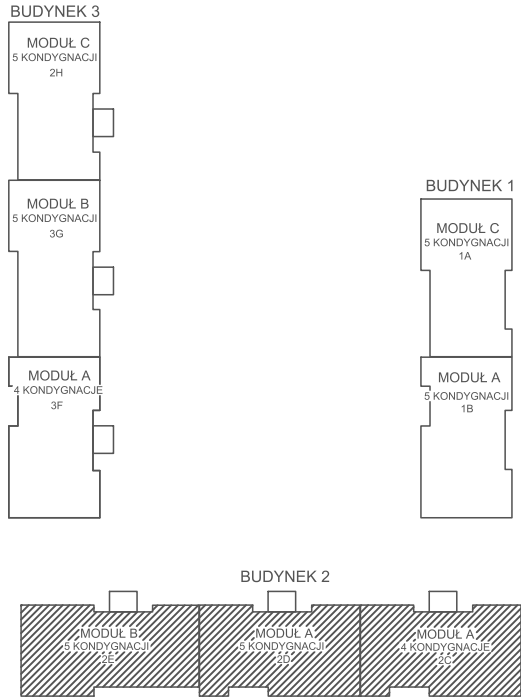 BUDYNEK 3
MODUŁ C
5 KONDYGNACJI
2H
MODUŁ B
5 KONDYGNACJI
3G
MODUŁ A
4 KONDYGNACJE
3F
BUDYNEK 1
MODUŁ C
5 KONDYGNACJI
1A
MODUŁ A
5 KONDYGNACJI
1B
BUDYNEK 2
MODUŁ B
5 KONDYGNACJI
2E
MODUŁ A
5 KONDYGNACJI
2D
MODUŁ A
4 KONDYGNACJE
2C